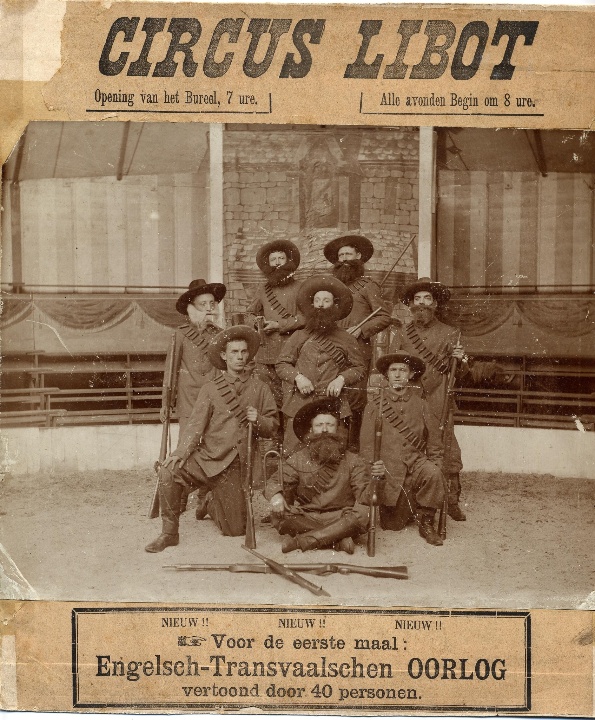 CIRCUS LIBOT
Opening van het Bureel, 7 ure.
Alle avonden Begin om 8 ure.
NIEUW !! NIEUW !! NIEUW !!
☞ Voor de eerste maal:
Engelsch-Transvaalschen OORLOG
vertoond door 40 personen.